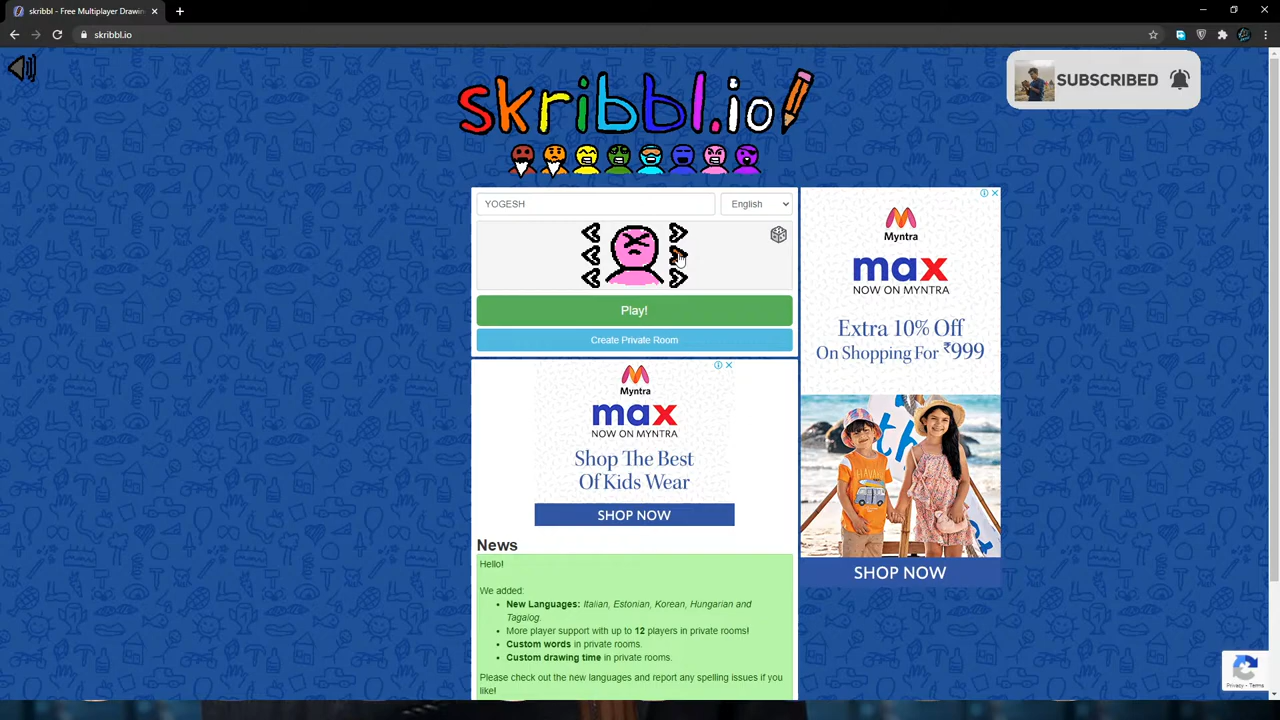 skribbl - Free Multiplayer Drawin
skribbl.io
SUBSCRIBED
skribbl.io
YOGESH
English
Play!
Create Private Room
Myntra
max
NOW ON MYNTRA
Extra 10% Off
On Shopping For ₹999
SHOP NOW
Myntra
max
NOW ON MYNTRA
Shop The Best
Of Kids Wear
SHOP NOW
News
Hello!
We added:
New Languages: Italian, Estonian, Korean, Hungarian and
Tagalog.
More player support with up to 12 players in private rooms!
Custom words in private rooms.
Custom drawing time in private rooms.
Please check out the new languages and report any spelling issues if you
like!
Privacy - Terms